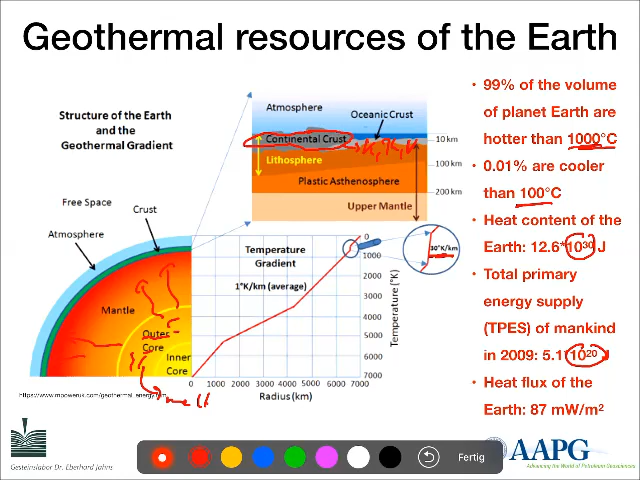 Geothermal resources of the Earth
Structure of the Earth
and the
Geothermal Gradient
Free Space
Crust
Atmosphere
Mantle
Outer
Core
Inner
Core
Atmosphere
Oceanic Crust
Continental Crust
Lithosphere
Plastic Asthenosphere
Upper Mantle
10 km
100 km
200 km
Temperature
Gradient
1°K/km (average)
30°K/km
0
1000
2000
3000
4000
5000
6000
7000
Temperature (°K)
0 1000 2000 3000 4000 5000 6000 7000
Radius (km)
• 99% of the volume
of planet Earth are
hotter than 1000°C
• 0.01% are cooler
than 100°C
• Heat content of the
Earth: 12.6*10³⁰ J
• Total primary
energy supply
(TPES) of mankind
in 2009: 5.1*10²⁰ J
• Heat flux of the
Earth: 87 mW/m²
Gesteinslabor Dr. Eberhard Jahns
Fertig
AAPG
Advancing the World of Petroleum Geosciences.